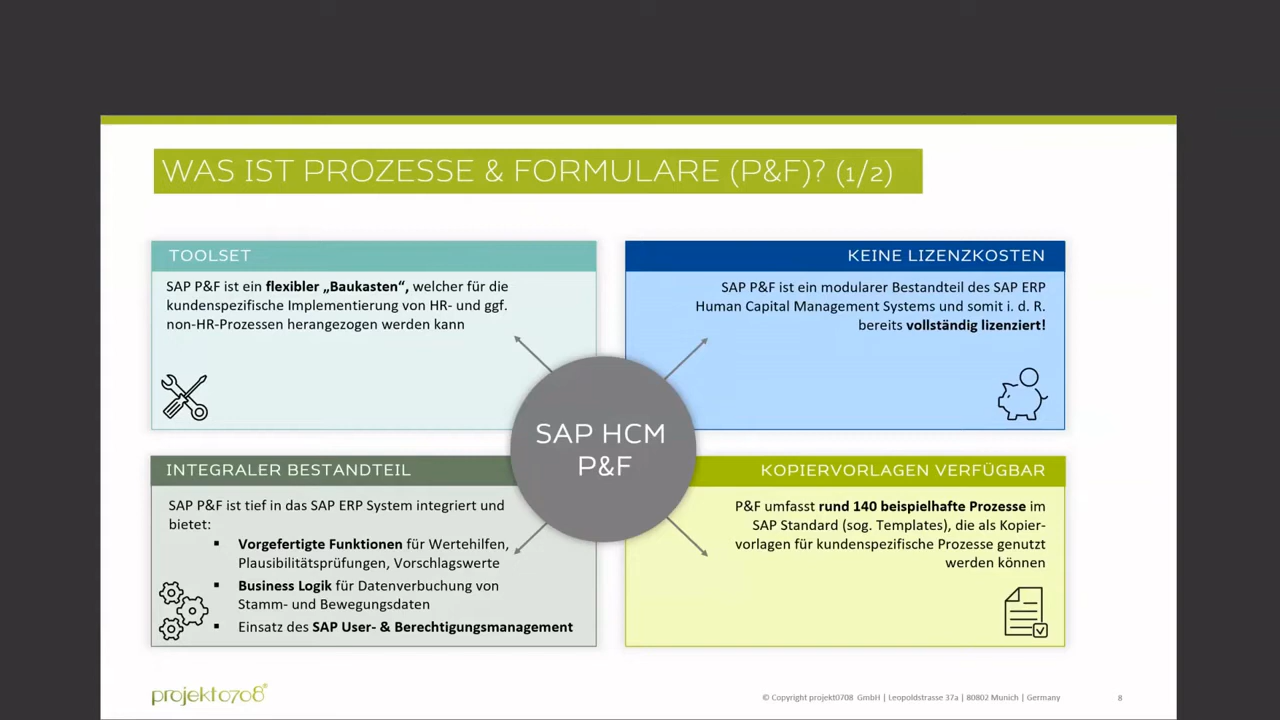 WAS IST PROZESSE & FORMULARE (P&F)? (1/2)
TOOLSET
SAP P&F ist ein flexibler „Baukasten“, welcher für die
kundenspezifische Implementierung von HR- und ggf.
non-HR-Prozessen herangezogen werden kann
KEINE LIZENZKOSTEN
SAP P&F ist ein modularer Bestandteil des SAP ERP
Human Capital Management Systems und somit i. d. R.
bereits vollständig lizenziert!
SAP HCM
P&F
INTEGRALER BESTANDTEIL
SAP P&F ist tief in das SAP ERP System integriert und
bietet:
▪ Vorgefertigte Funktionen für Wertehilfen,
Plausibilitätsprüfungen, Vorschlagswerte
▪ Business Logik für Datenverbuchung von
Stamm- und Bewegungsdaten
▪ Einsatz des SAP User- & Berechtigungsmanagement
KOPIERVORLAGEN VERFÜGBAR
P&F umfasst rund 140 beispielhafte Prozesse im
SAP Standard (sog. Templates), die als Kopier-
vorlagen für kundenspezifische Prozesse genutzt
werden können
projekt0708®
© Copyright projekt0708 GmbH | Leopoldstrasse 37a | 80802 Munich | Germany
8